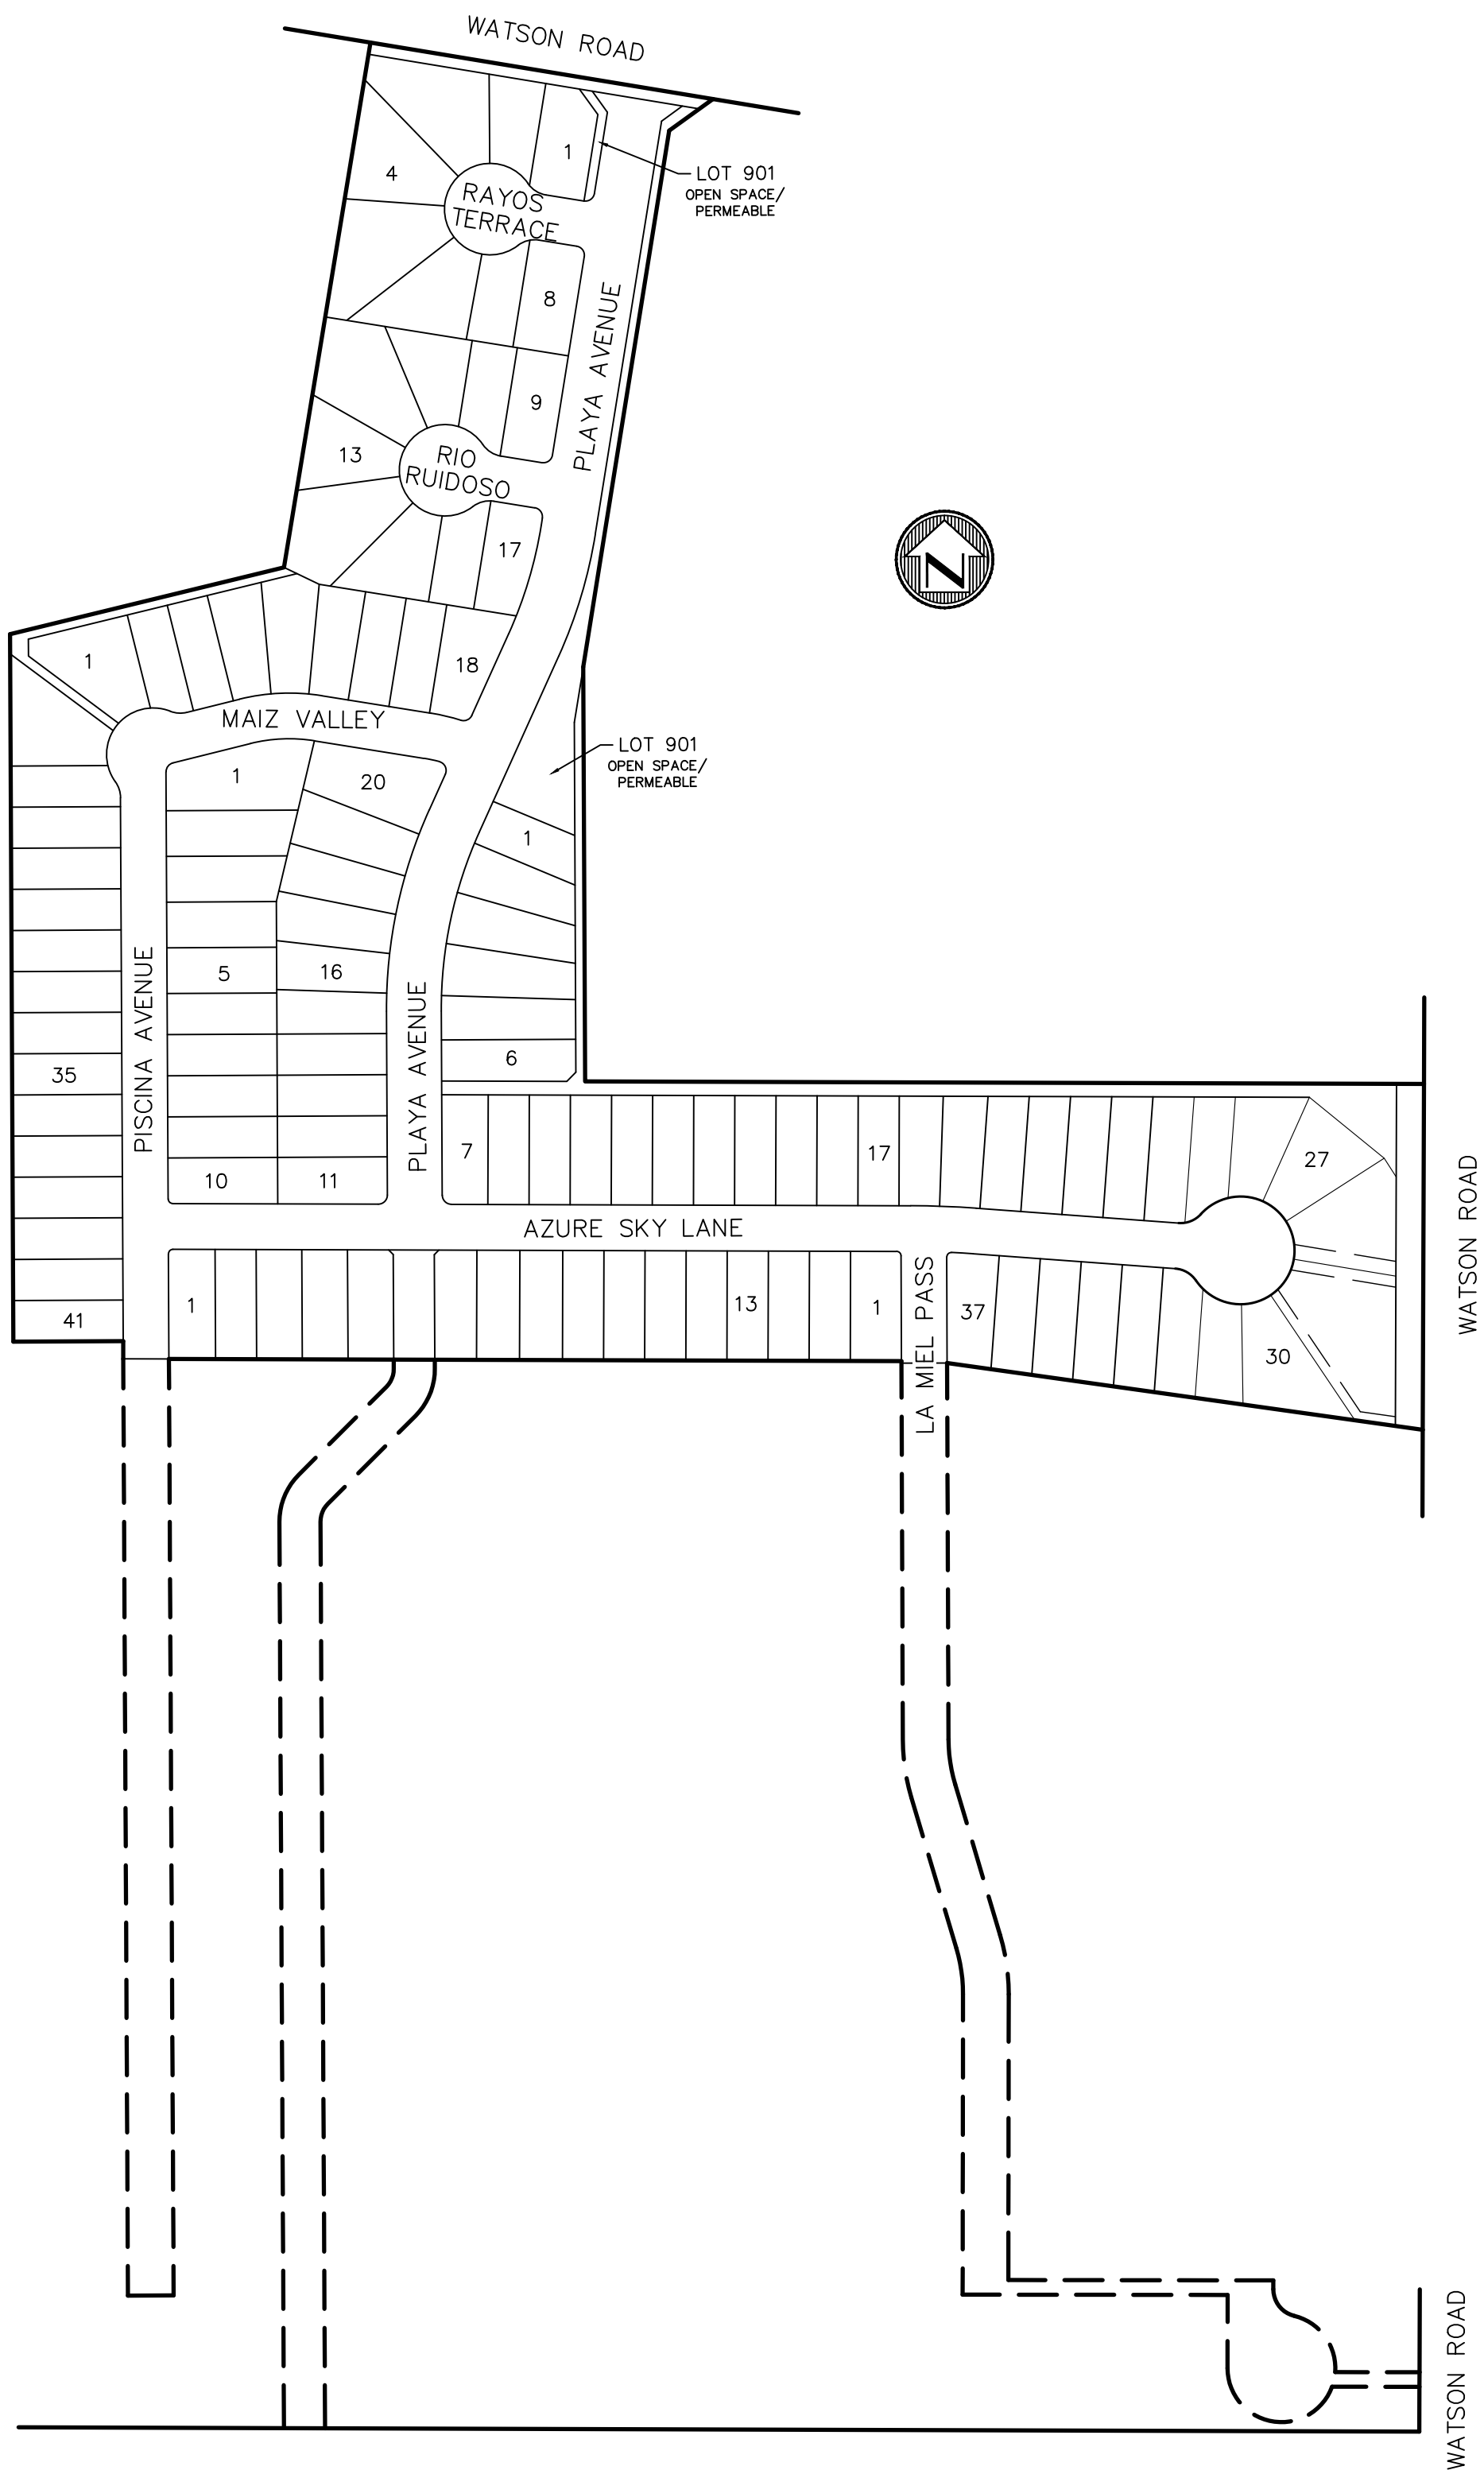 WATSON ROAD
1
LOT 901
OPEN SPACE/
PERMEABLE
4
RAYOS
TERRACE
8
PLAYA AVENUE
9
13
RIO
RUIDOSO
17
N
1
18
MAIZ VALLEY
LOT 901
OPEN SPACE/
PERMEABLE
1
20
1
5
16
PISCINA AVENUE
PLAYA AVENUE
6
35
7
17
27
10
11
WATSON ROAD
AZURE SKY LANE
41
1
13
1
LA MIEL PASS
37
30
WATSON ROAD